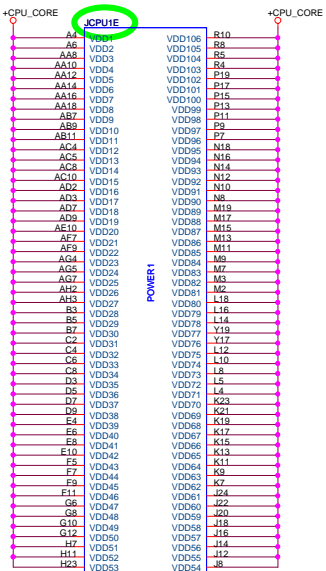 +CPU_CORE +CPU_CORE
JCPU1E
A4 VDD1 VDD106 R10
A6 VDD2 VDD105 R8
AA8 VDD3 VDD104 R5
AA10 VDD4 VDD103 R4
AA12 VDD5 VDD102 P19
AA14 VDD6 VDD101 P17
AA16 VDD7 VDD100 P15
AA18 VDD8 VDD99 P13
AB7 VDD9 VDD98 P11
AB9 VDD10 VDD97 P9
AB11 VDD11 VDD96 P7
AC4 VDD12 VDD95 N18
AC5 VDD13 VDD94 N16
AC8 VDD14 VDD93 N14
AC10 VDD15 VDD92 N12
AD2 VDD16 VDD91 N10
AD3 VDD17 VDD90 N8
AD7 VDD18 VDD89 M19
AD9 VDD19 VDD88 M17
AE10 VDD20 VDD87 M15
AF7 VDD21 VDD86 M13
AF9 VDD22 VDD85 M11
AG4 VDD23 VDD84 M9
AG5 VDD24 VDD83 M7
AG7 VDD25 VDD82 M3
AH2 VDD26 VDD81 M2
AH3 VDD27 VDD80 L18
B3 VDD28 VDD79 L16
B5 VDD29 VDD78 L14
B7 VDD30 VDD77 Y19
C2 VDD31 VDD76 Y17
C4 VDD32 VDD75 L12
C6 VDD33 VDD74 L10
C8 VDD34 VDD73 L8
D3 VDD35 VDD72 L5
D5 VDD36 VDD71 L4
D7 VDD37 VDD70 K23
D9 VDD38 VDD69 K21
E4 VDD39 VDD68 K19
E6 VDD40 VDD67 K17
E8 VDD41 VDD66 K15
E10 VDD42 VDD65 K13
F5 VDD43 VDD64 K11
F7 VDD44 VDD63 K9
F9 VDD45 VDD62 K7
F11 VDD46 VDD61 J24
G6 VDD47 VDD60 J22
G8 VDD48 VDD59 J20
G10 VDD49 VDD58 J18
G12 VDD50 VDD57 J16
H7 VDD51 VDD56 J14
H11 VDD52 VDD55 J12
H23 VDD53 VDD54 J8
POWER1